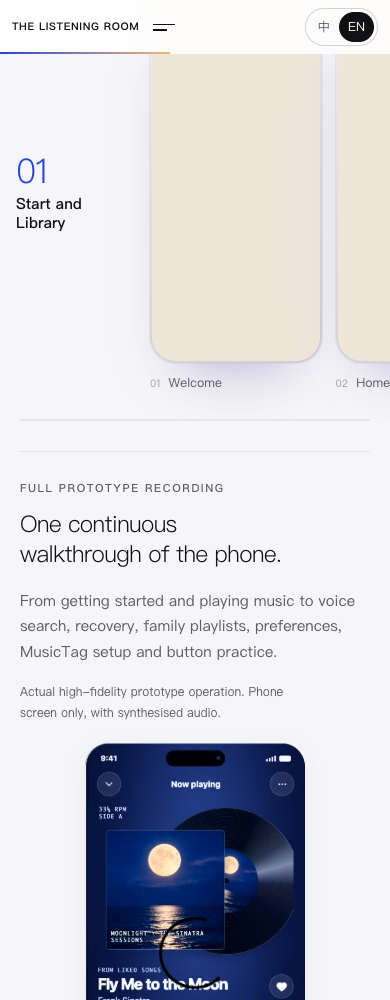 THE LISTENING ROOM
中 EN
01
Start and
Library
01 Welcome
02 Home
FULL PROTOTYPE RECORDING
One continuous
walkthrough of the phone.
From getting started and playing music to voice
search, recovery, family playlists, preferences,
MusicTag setup and button practice.
Actual high-fidelity prototype operation. Phone
screen only, with synthesised audio.
9:41
Now playing
33⅓ RPM
SIDE A
SINATRA
SESSIONS
FROM LIKED SONGS
Fly Me to the Moon
Frank Sinatra